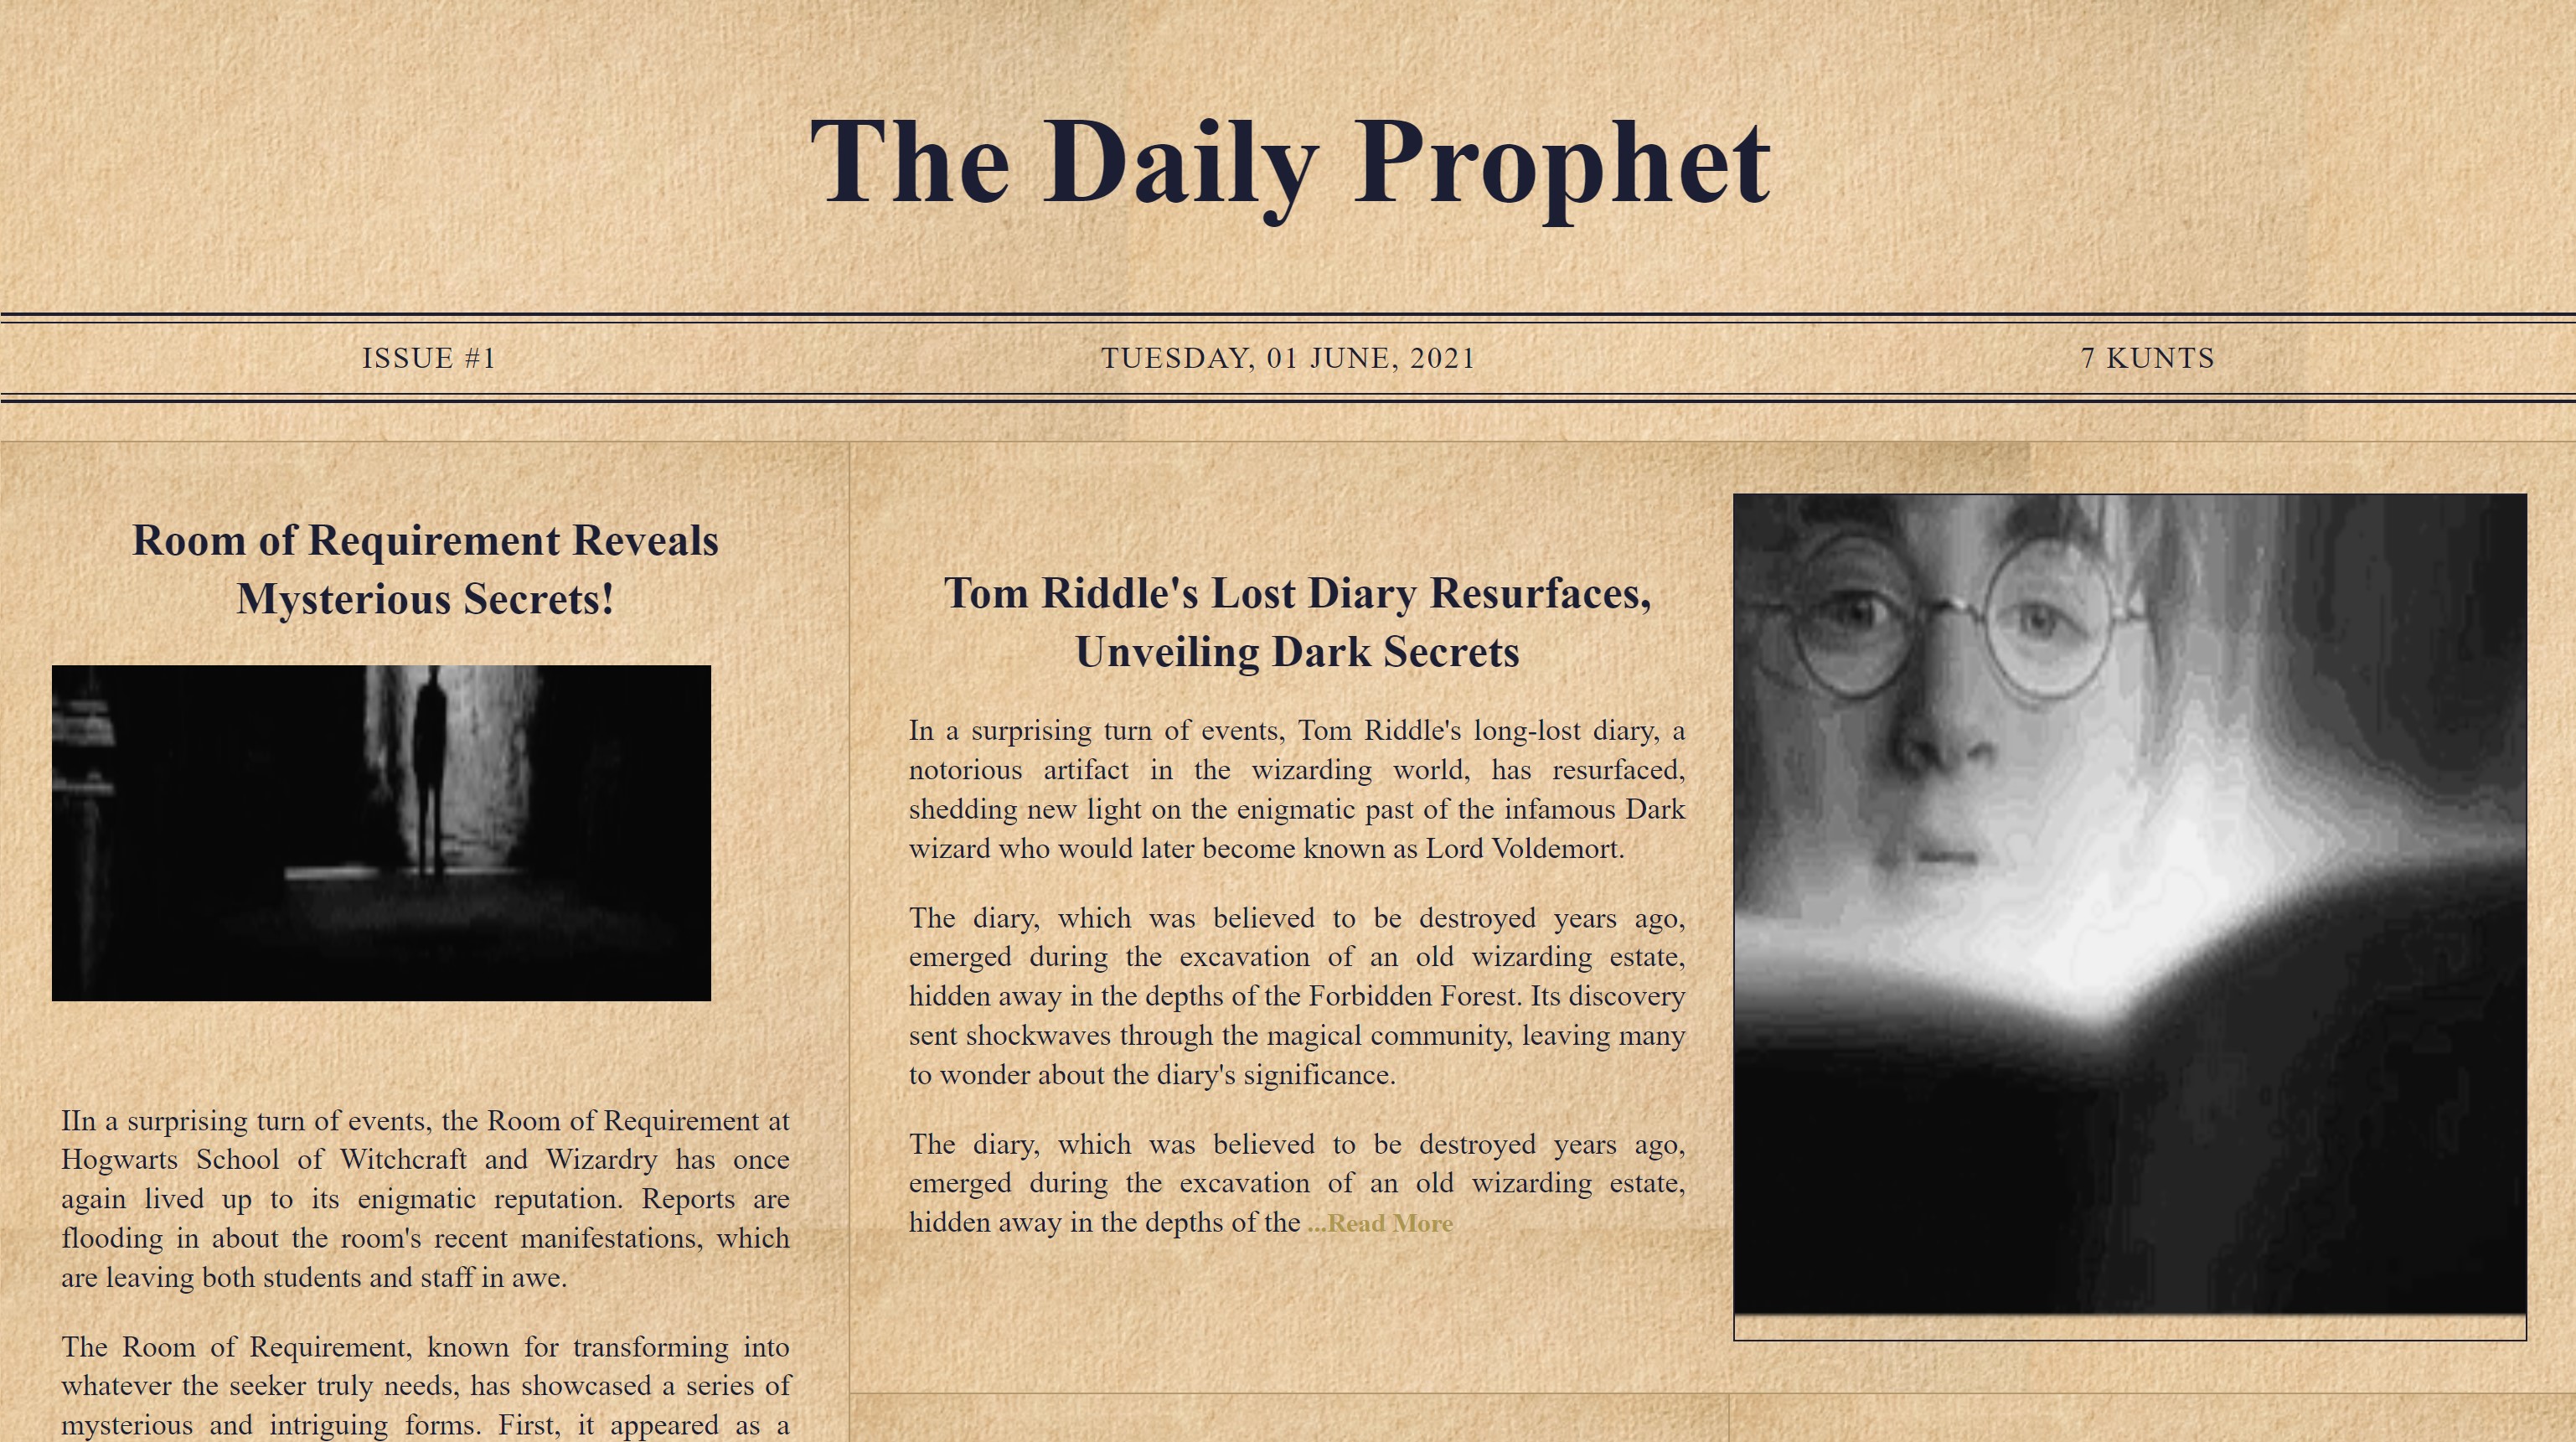 The Daily Prophet
ISSUE #1
TUESDAY, 01 JUNE, 2021
7 KUNTS
Room of Requirement Reveals
Mysterious Secrets!
IIn a surprising turn of events, the Room of Requirement at
Hogwarts School of Witchcraft and Wizardry has once
again lived up to its enigmatic reputation. Reports are
flooding in about the room's recent manifestations, which
are leaving both students and staff in awe.
The Room of Requirement, known for transforming into
whatever the seeker truly needs, has showcased a series of
mysterious and intriguing forms. First, it appeared as a
Tom Riddle's Lost Diary Resurfaces,
Unveiling Dark Secrets
In a surprising turn of events, Tom Riddle's long-lost diary, a
notorious artifact in the wizarding world, has resurfaced,
shedding new light on the enigmatic past of the infamous Dark
wizard who would later become known as Lord Voldemort.
The diary, which was believed to be destroyed years ago,
emerged during the excavation of an old wizarding estate,
hidden away in the depths of the Forbidden Forest. Its discovery
sent shockwaves through the magical community, leaving many
to wonder about the diary's significance.
The diary, which was believed to be destroyed years ago,
emerged during the excavation of an old wizarding estate,
hidden away in the depths of the ...Read More